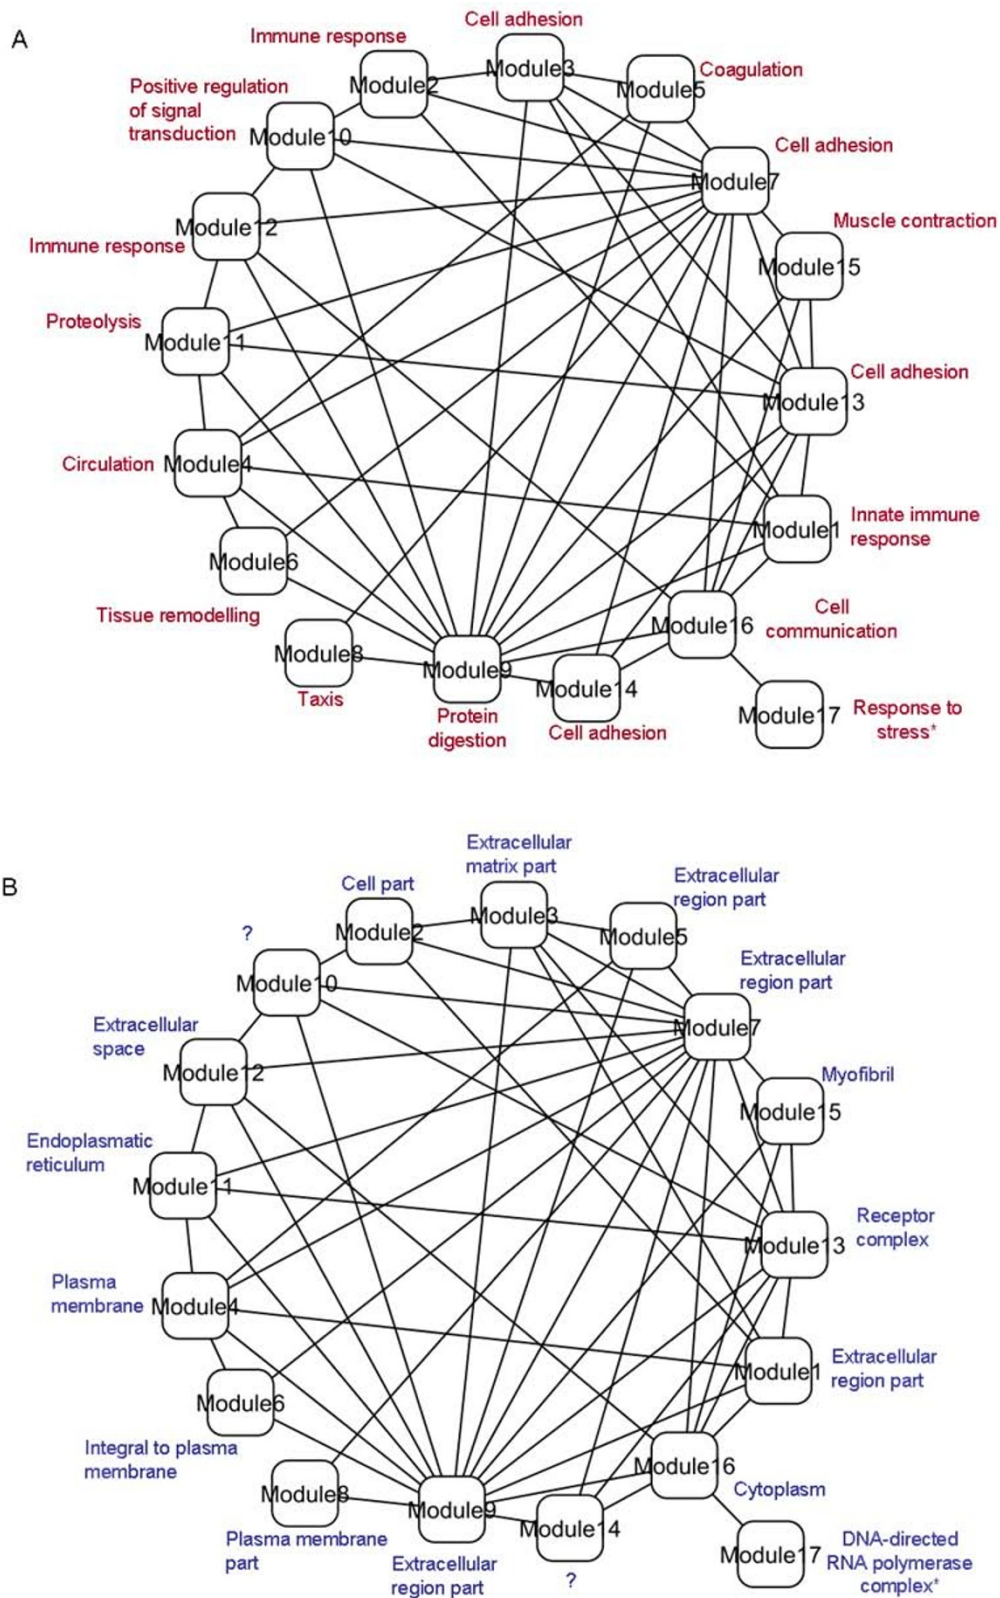 A
Cell adhesion
Immune response
Module3
Module2
Coagulation
Module5
Positive regulation
of signal
transduction
Module10
Cell adhesion
Module7
Muscle contraction
Module12
Immune response
Module15
Proteolysis
Module11
Cell adhesion
Module13
Circulation
Module4
Innate immune
response
Module1
Module6
Tissue remodelling
Cell
communication
Module16
Module8
Taxis
Module9
Protein
digestion
Module14
Cell adhesion
Module17
Response to
stress*
B
Extracellular
matrix part
Cell part
Module3
Extracellular
region part
Module2
Module5
?
Module10
Extracellular
region part
Module7
Extracellular
space
Module12
Myofibril
Module15
Endoplasmatic
reticulum
Module11
Receptor
complex
Module13
Plasma
membrane
Module4
Extracellular
region part
Module1
Module6
Integral to plasma
membrane
Module16
Cytoplasm
Module8
Plasma membrane
part
Module9
Extracellular
region part
Module14
?
Module17
DNA-directed
RNA polymerase
complex*